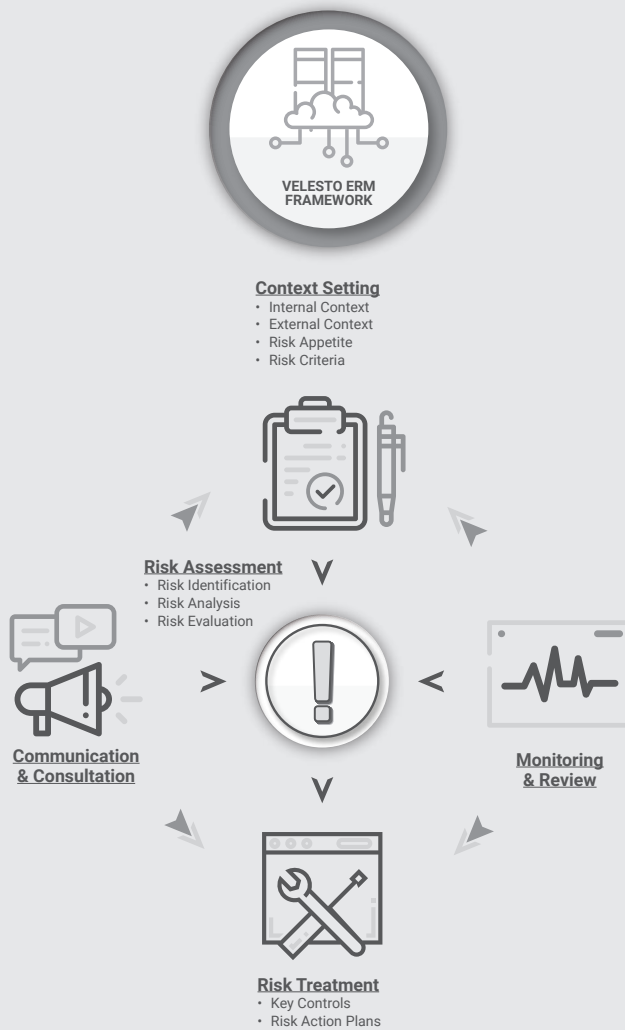 VELESTO ERM
FRAMEWORK
Context Setting
• Internal Context
• External Context
• Risk Appetite
• Risk Criteria
Risk Assessment
• Risk Identification
• Risk Analysis
• Risk Evaluation
Communication
& Consultation
Monitoring
& Review
Risk Treatment
• Key Controls
• Risk Action Plans